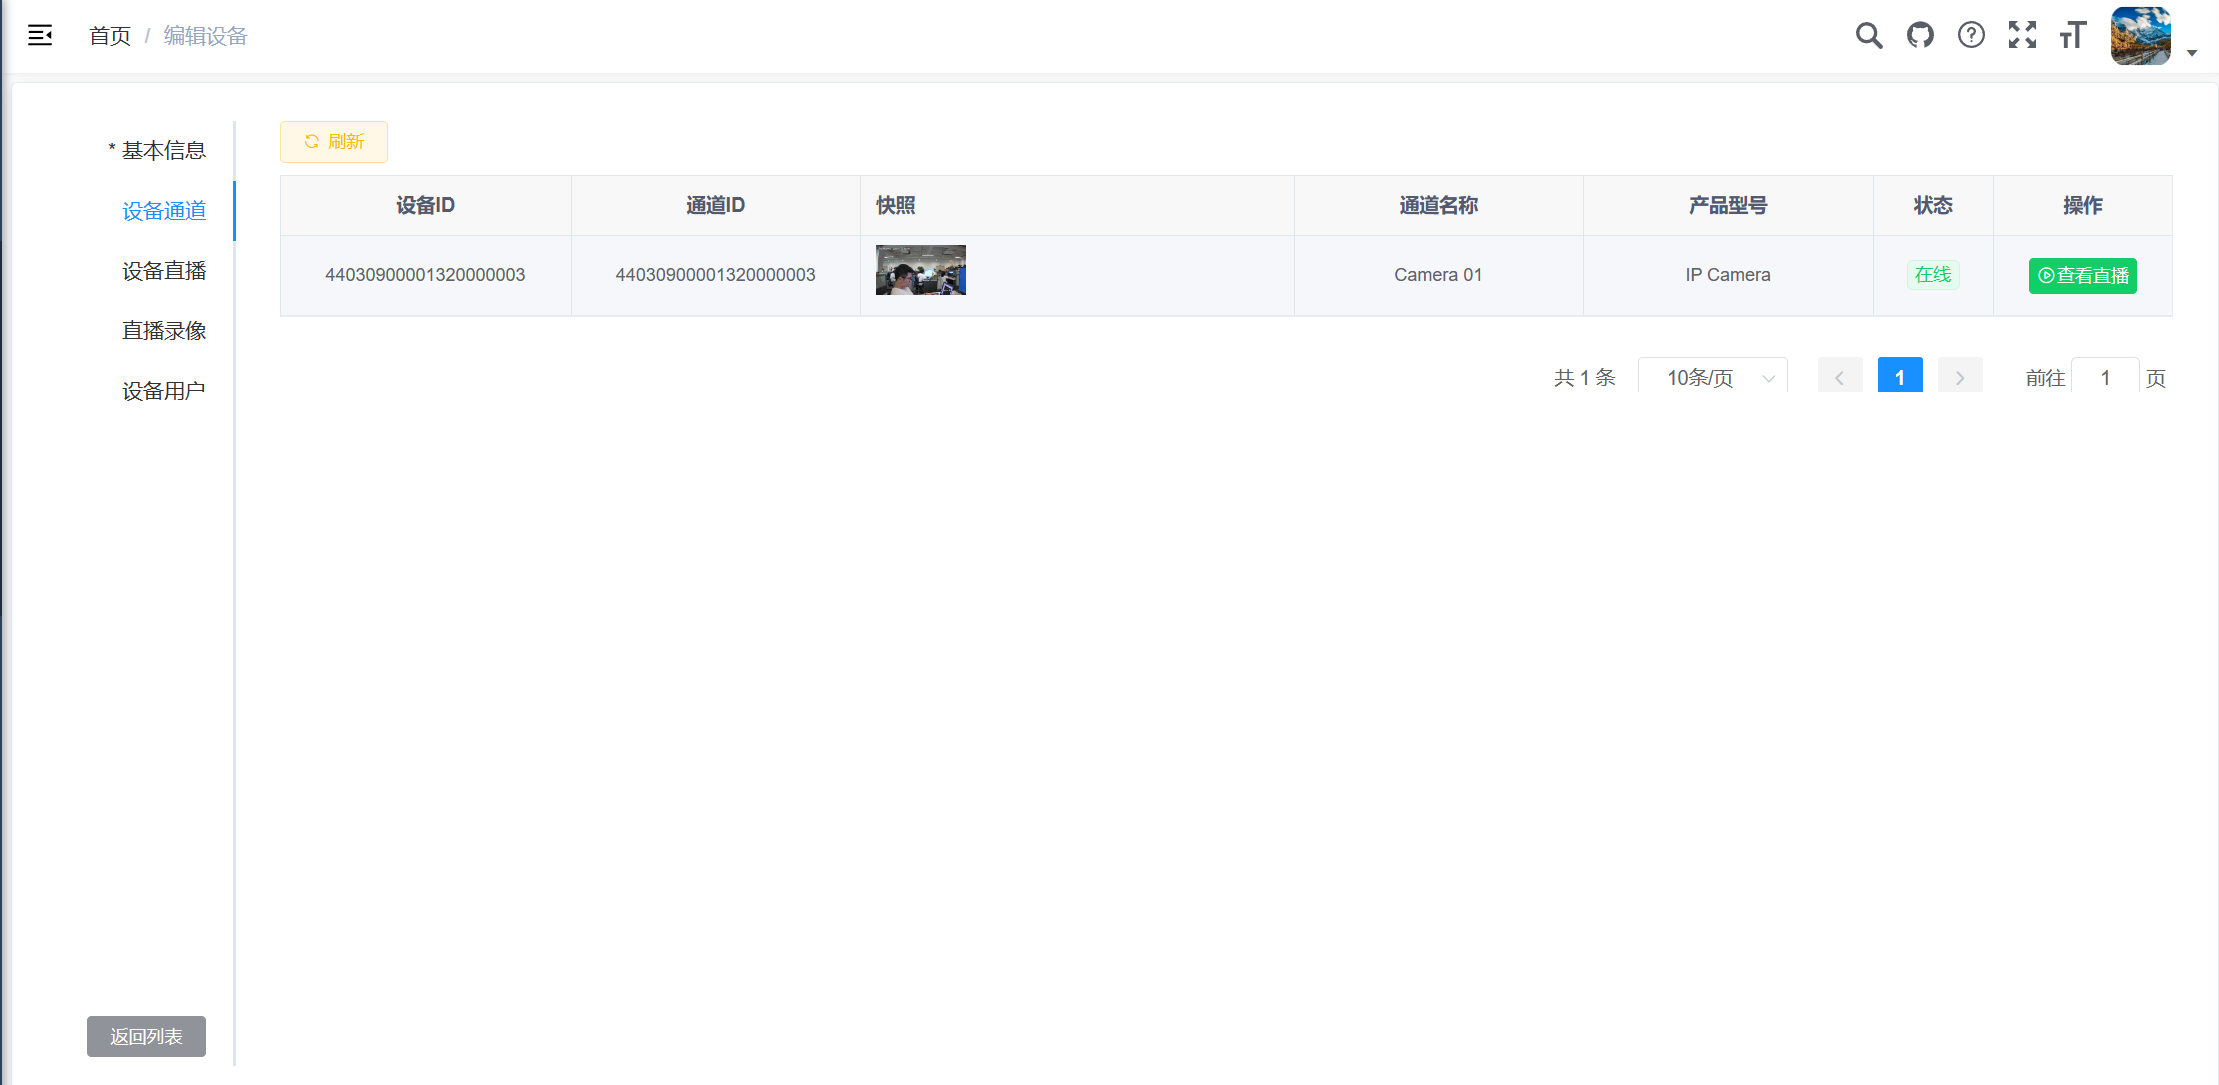 首页 / 编辑设备
* 基本信息
设备通道
设备直播
直播录像
设备用户
返回列表
刷新
设备ID 通道ID 快照 通道名称 产品型号 状态 操作
44030900001320000003 44030900001320000003 Camera 01 IP Camera 在线 查看直播
共 1 条 10条/页 1 前往 1 页